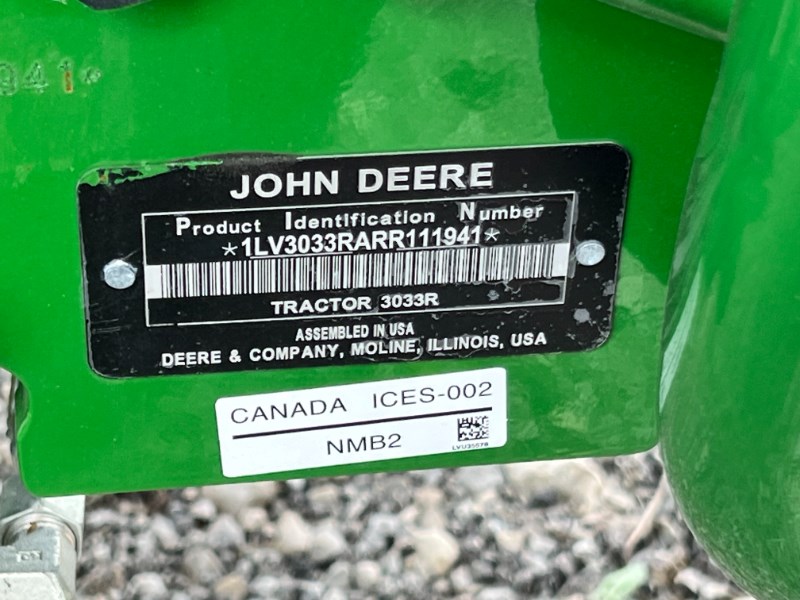 941*
JOHN DEERE
Product Identification Number
*1LV3033RARR111941*
TRACTOR 3033R
ASSEMBLED IN USA
DEERE & COMPANY, MOLINE, ILLINOIS, USA
CANADA ICES-002
NMB2